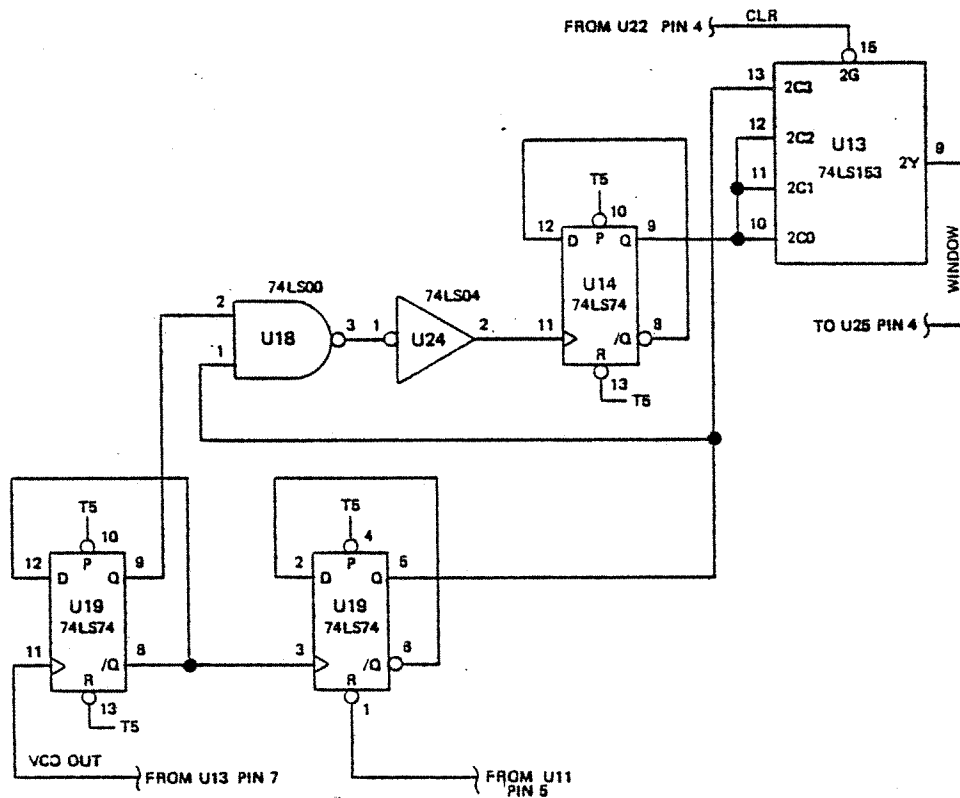 FROM U22 PIN 4
CLR
15
2G
13
2C3
12
2C2
U13
9
74LS153
2Y
11
2C1
10
2C0
WINDOW
TO U25 PIN 4
T5
10
12
D
P
Q
9
U14
74LS74
11
/Q
8
R
13
T5
74LS00
2
U18
3
1
74LS04
1
U24
2
T5
10
12
D
P
Q
9
U19
74LS74
11
/Q
8
R
13
T5
VCO OUT
FROM U13 PIN 7
T5
4
2
D
P
Q
5
U19
74LS74
3
/Q
6
R
1
FROM U11
PIN 5